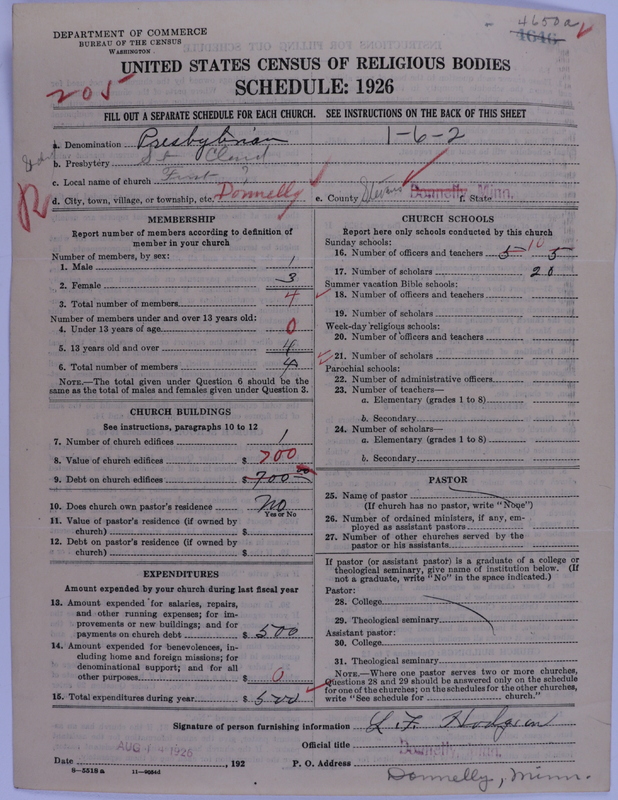 4650a
4646
DEPARTMENT OF COMMERCE
BUREAU OF THE CENSUS
WASHINGTON
UNITED STATES CENSUS OF RELIGIOUS BODIES
205
SCHEDULE: 1926
FILL OUT A SEPARATE SCHEDULE FOR EACH CHURCH. SEE INSTRUCTIONS ON THE BACK OF THIS SHEET
a. Denomination Presbyterian 1-6-2
b. Presbytery St Cloud
c. Local name of church First ?
d. City, town, village, or township, etc. Donnelly e. County Stevens Donnelly, f. State Minn.
MEMBERSHIP
Report number of members according to definition of
member in your church
Number of members, by sex:
1. Male 1
2. Female 3
3. Total number of members 4
Number of members under and over 13 years old:
4. Under 13 years of age 0
5. 13 years old and over 4
6. Total number of members 4
NOTE.—The total given under Question 6 should be the
same as the total of males and females given under Question 3.
CHURCH BUILDINGS
See instructions, paragraphs 10 to 12
7. Number of church edifices 1
8. Value of church edifices $ 700
9. Debt on church edifices $ 700 00
10. Does church own pastor's residence No
Yes or No
11. Value of pastor's residence (if owned by
church) $
12. Debt on pastor's residence (if owned by
church) $
EXPENDITURES
Amount expended by your church during last fiscal year
13. Amount expended for salaries, repairs,
and other running expenses; for im-
provements or new buildings; and for
payments on church debt $ 500
14. Amount expended for benevolences, in-
cluding home and foreign missions; for
denominational support; and for all
other purposes $ 0
15. Total expenditures during year $ 500
CHURCH SCHOOLS
Report here only schools conducted by this church
Sunday schools:
16. Number of officers and teachers 5 10 5
17. Number of scholars 20
Summer vacation Bible schools:
18. Number of officers and teachers
19. Number of scholars
Week-day religious schools:
20. Number of officers and teachers
21. Number of scholars
Parochial schools:
22. Number of administrative officers
23. Number of teachers—
a. Elementary (grades 1 to 8)
b. Secondary
24. Number of scholars—
a. Elementary (grades 1 to 8)
b. Secondary
PASTOR
25. Name of pastor
(If church has no pastor, write "None")
26. Number of ordained ministers, if any, em-
ployed as assistant pastors
27. Number of other churches served by the
pastor or his assistants
If pastor (or assistant pastor) is a graduate of a college or
theological seminary, give name of institution below. (If
not a graduate, write "No" in the space indicated.)
Pastor:
28. College
29. Theological seminary
Assistant pastor:
30. College
31. Theological seminary
NOTE.—Where one pastor serves two or more churches,
Questions 28 and 29 should be answered only on the schedule
for one of the churches; on the schedules for the other churches,
write "See schedule for church."
Signature of person furnishing information L. F. Hodgson
Official title
Donnelly, Minn.
AUG 14 1926
Date , 192 P. O. Address Donnelly, Minn.
8-5518 a 11-9054d